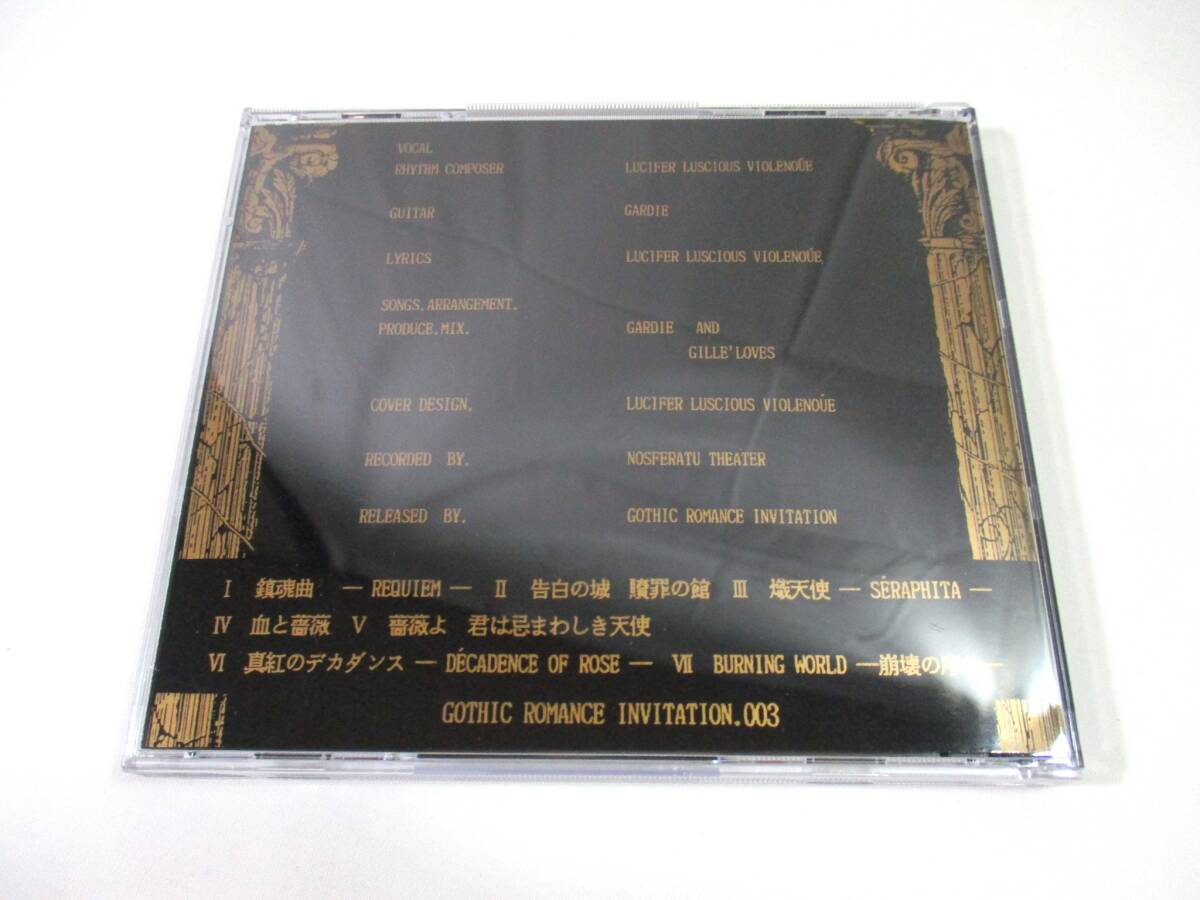 VOCAL
RHYTHM COMPOSER LUCIFER LUSCIOUS VIOLENOÛE
GUITAR GARDIE
LYRICS LUCIFER LUSCIOUS VIOLENOÛE.
SONGS.ARRANGEMENT.
PRODUCE.MIX. GARDIE AND
GILLE'LOVES
COVER DESIGN. LUCIFER LUSCIOUS VIOLENOÛE
RECORDED BY. NOSFERATU THEATER
RELEASED BY. GOTHIC ROMANCE INVITATION
Ⅰ 鎮魂曲 — REQUIEM — Ⅱ 告白の城 贖罪の館 Ⅲ 熾天使 — SÉRAPHITA —
Ⅳ 血と薔薇 Ⅴ 薔薇よ 君は忌まわしき天使
Ⅵ 真紅のデカダンス — DÉCADENCE OF ROSE — Ⅶ BURNING WORLD —崩壊の —
GOTHIC ROMANCE INVITATION.003